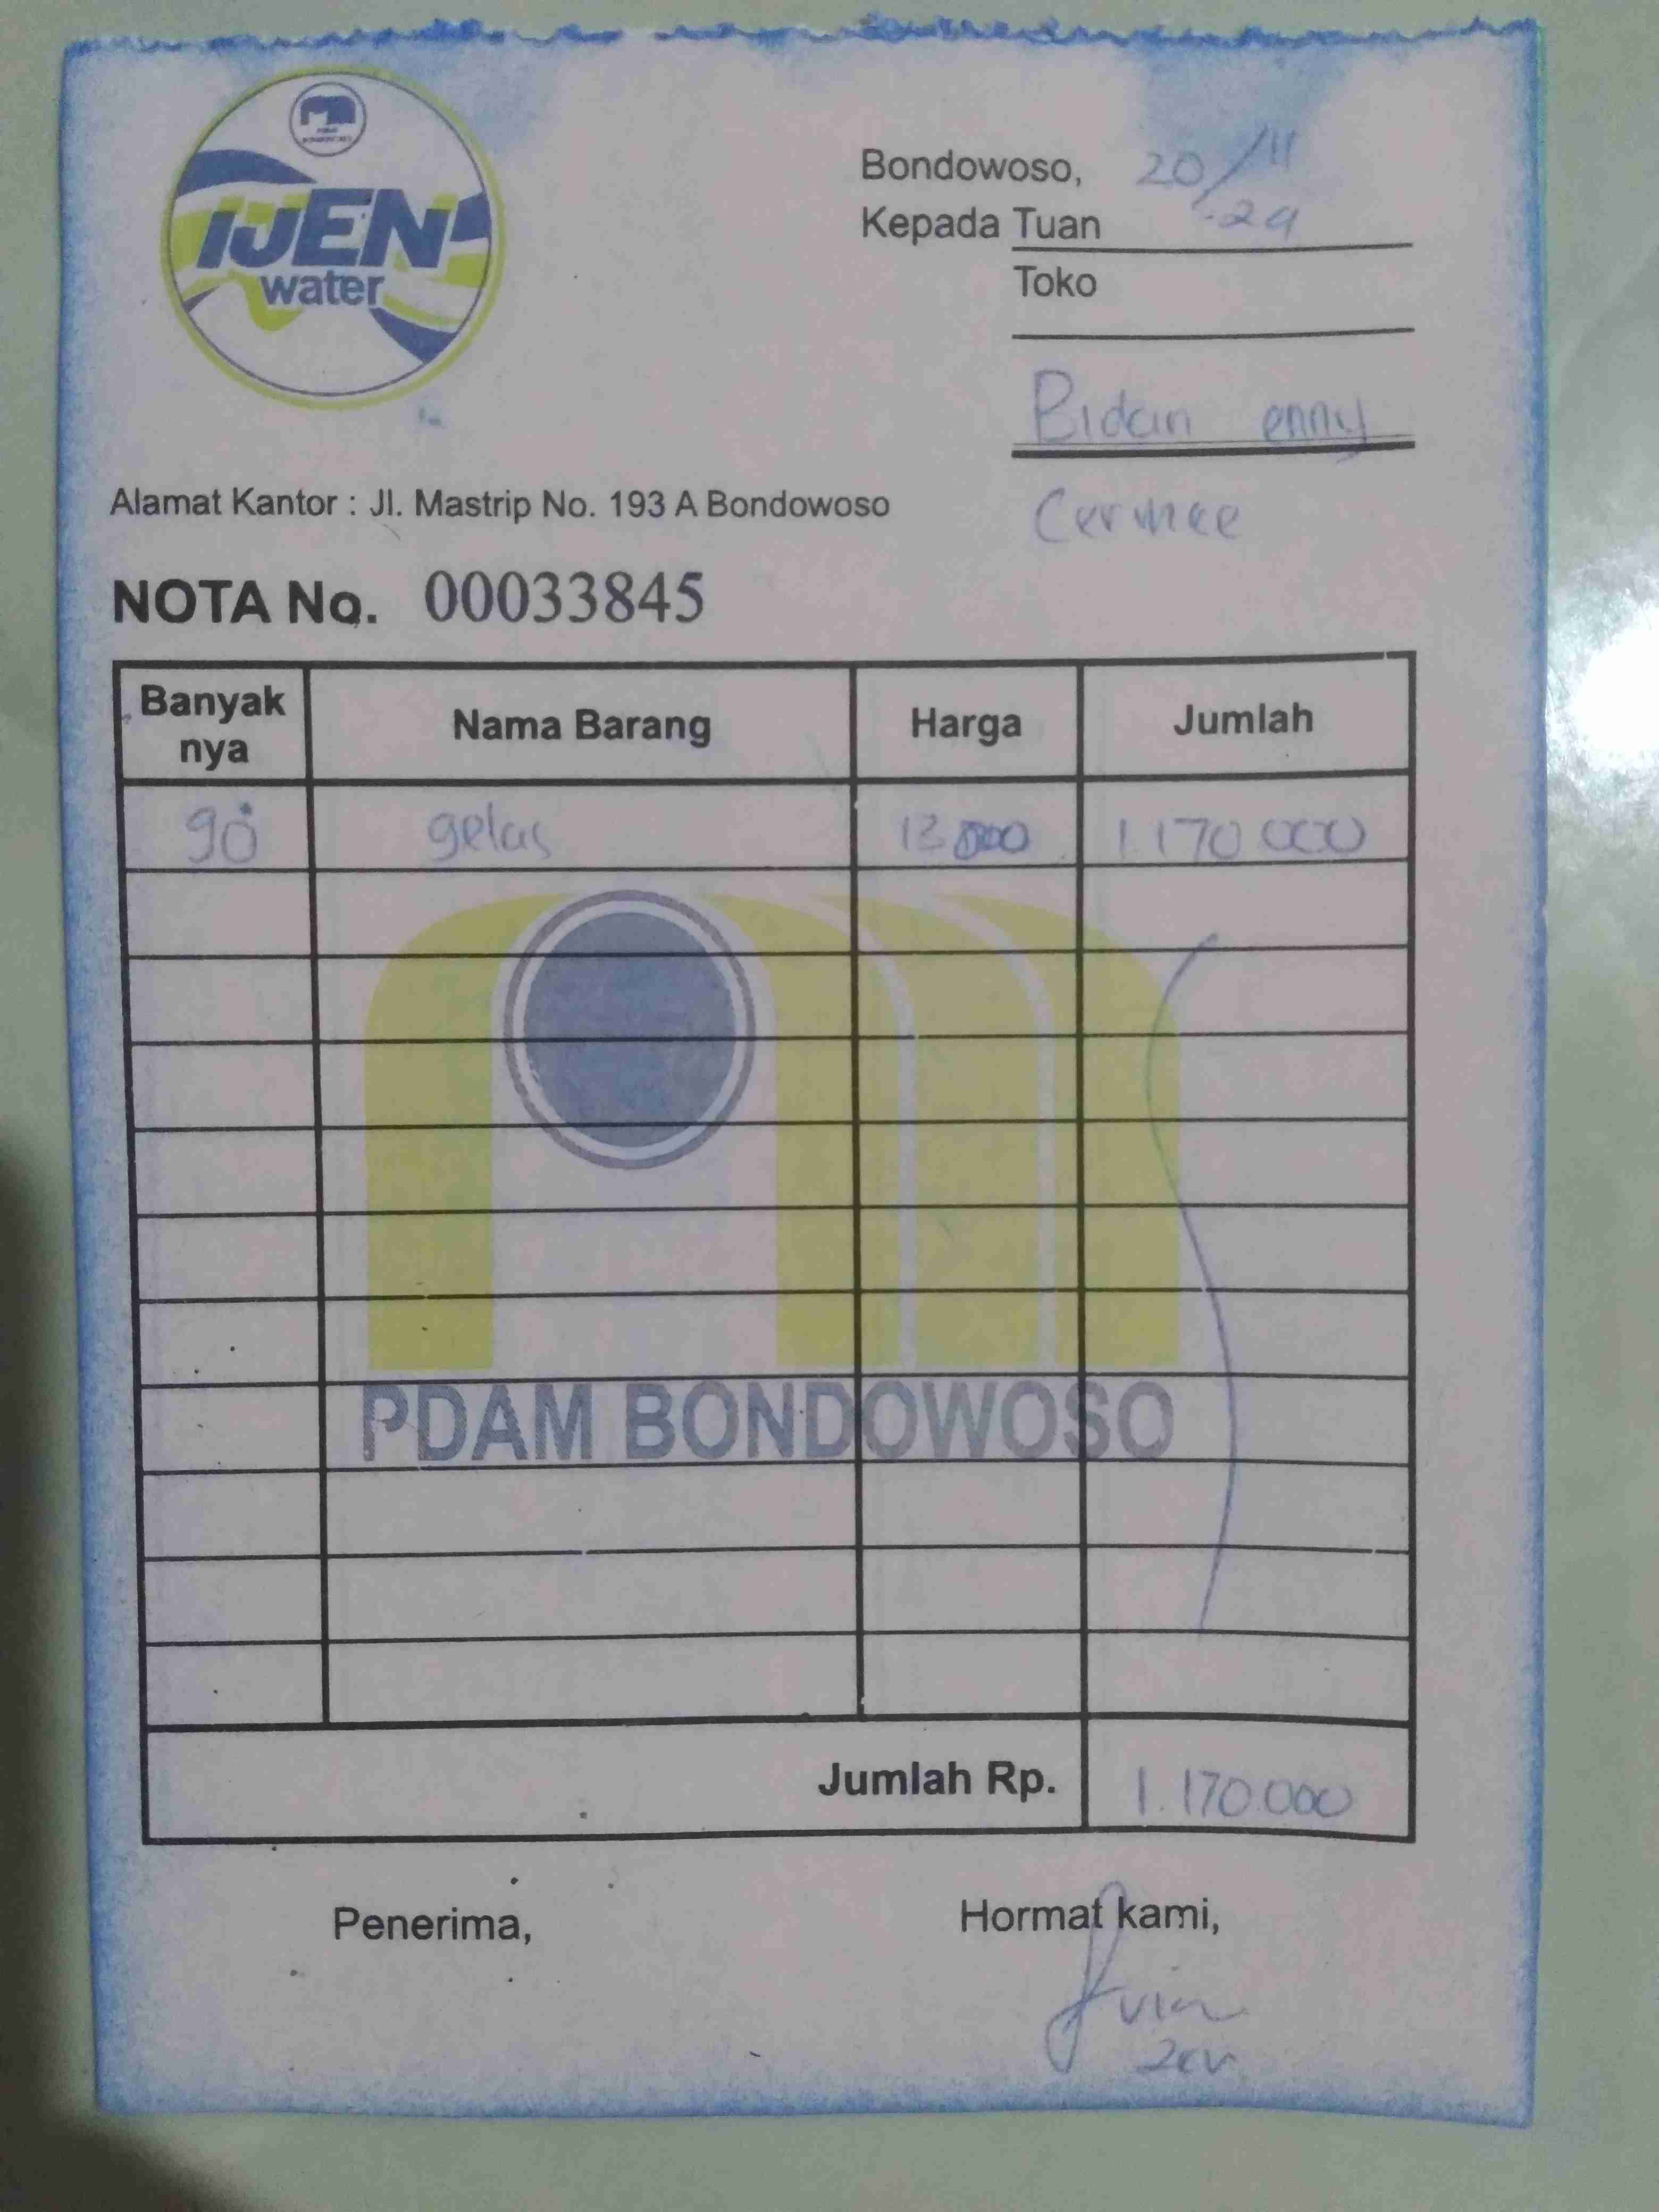 IJEN
water
Bondowoso, 20/11
-24
Kepada Tuan
Toko
Bidan enny
Cermee
Alamat Kantor : Jl. Mastrip No. 193 A Bondowoso
NOTA No. 00033845
Banyak nya Nama Barang Harga Jumlah
90 gelas 13000 1.170 000
PDAM BONDOWOSO
Jumlah Rp. 1.170.000
Penerima, Hormat kami,